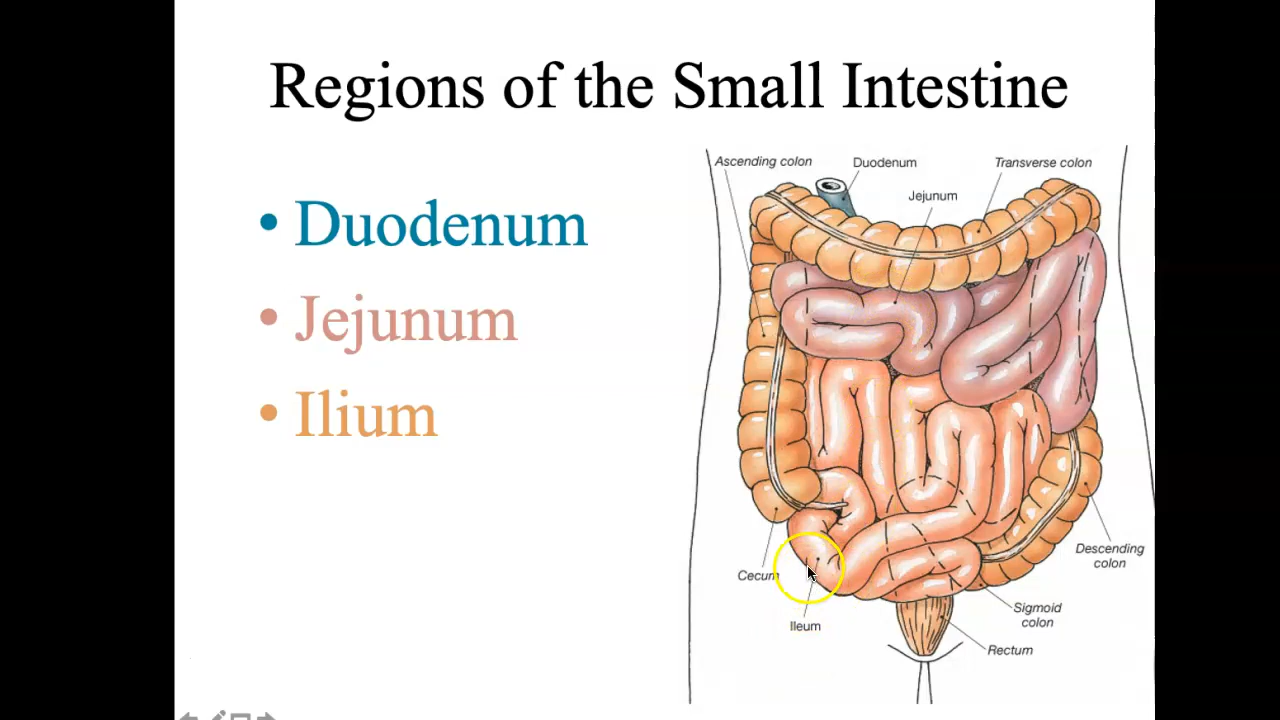 Regions of the Small Intestine
• Duodenum
• Jejunum
• Ilium
Ascending colon
Duodenum
Transverse colon
Jejunum
Cecum
Ileum
Descending
colon
Sigmoid
colon
Rectum